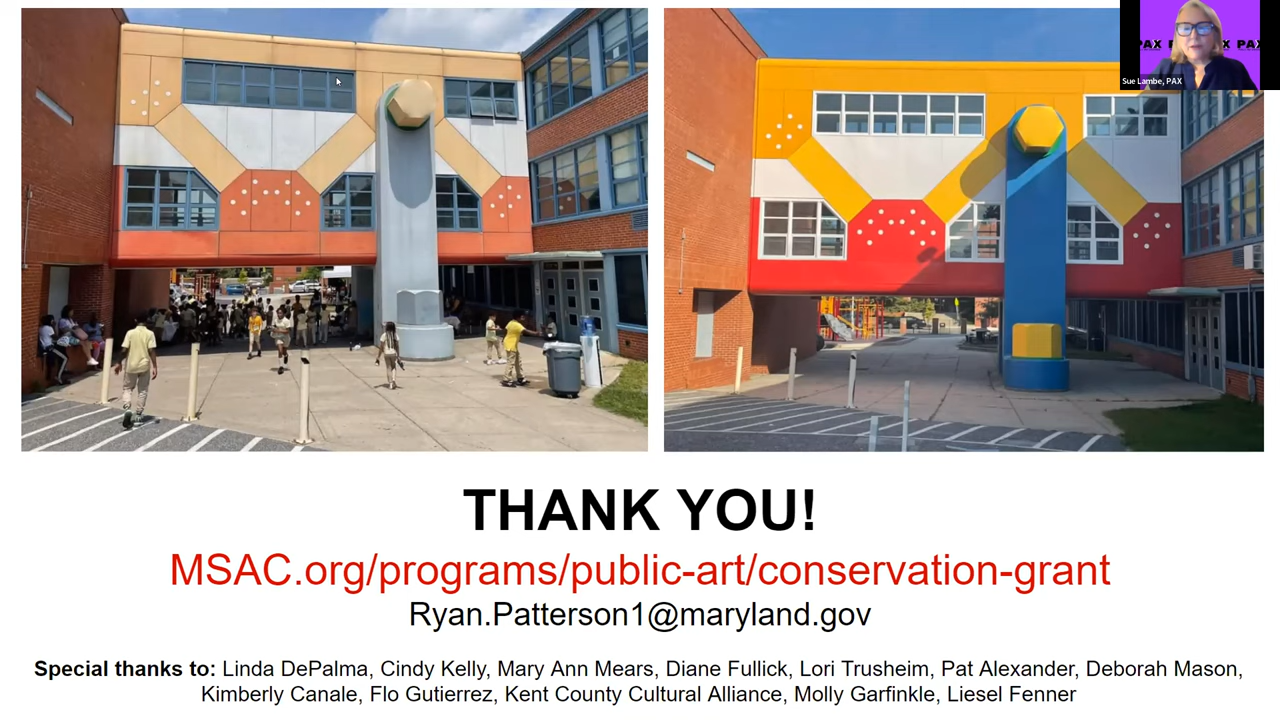 PAX
PAX
Sue Lambe, PAX
THANK YOU!
MSAC.org/programs/public-art/conservation-grant
Ryan.Patterson1@maryland.gov
Special thanks to: Linda DePalma, Cindy Kelly, Mary Ann Mears, Diane Fullick, Lori Trusheim, Pat Alexander, Deborah Mason,
Kimberly Canale, Flo Gutierrez, Kent County Cultural Alliance, Molly Garfinkle, Liesel Fenner